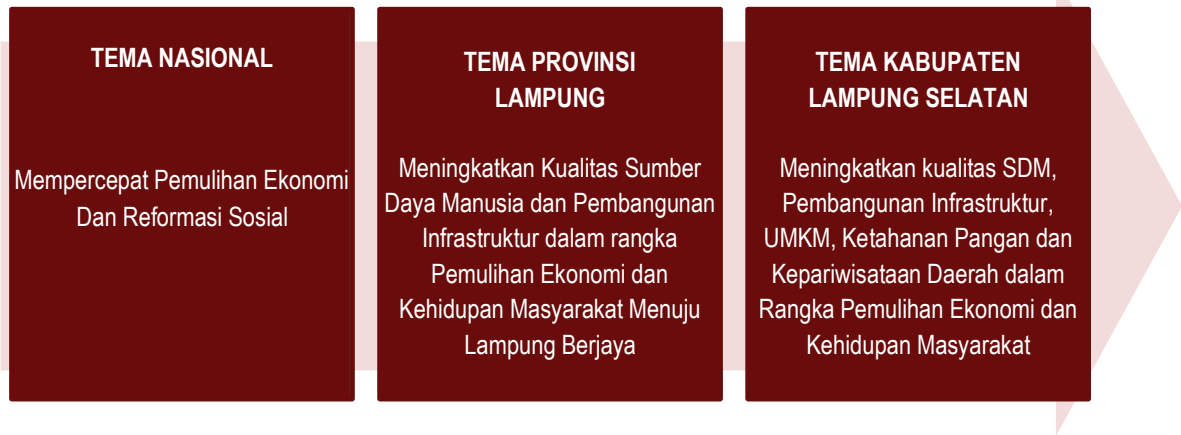 TEMA NASIONAL
Mempercepat Pemulihan Ekonomi
Dan Reformasi Sosial
TEMA PROVINSI
LAMPUNG
Meningkatkan Kualitas Sumber
Daya Manusia dan Pembangunan
Infrastruktur dalam rangka
Pemulihan Ekonomi dan
Kehidupan Masyarakat Menuju
Lampung Berjaya
TEMA KABUPATEN
LAMPUNG SELATAN
Meningkatkan kualitas SDM,
Pembangunan Infrastruktur,
UMKM, Ketahanan Pangan dan
Kepariwisataan Daerah dalam
Rangka Pemulihan Ekonomi dan
Kehidupan Masyarakat